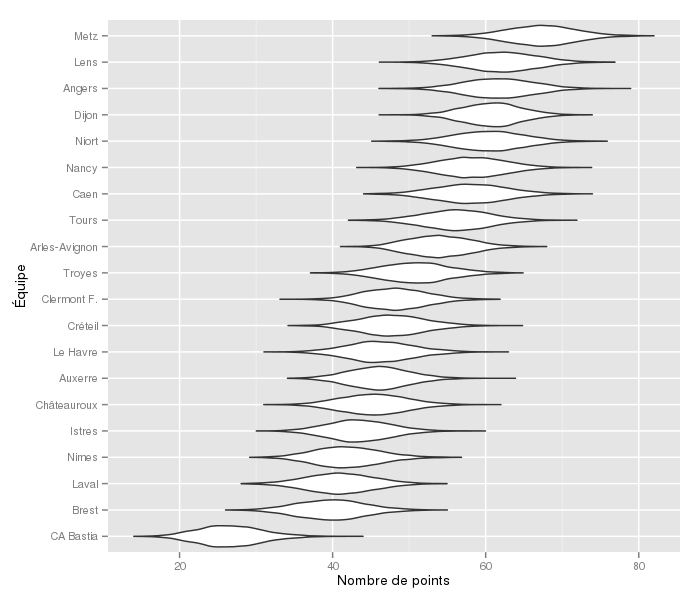 Metz
Lens
Angers
Dijon
Niort
Nancy
Caen
Tours
Arles-Avignon
Troyes
Clermont F.
Créteil
Le Havre
Auxerre
Châteauroux
Istres
Nimes
Laval
Brest
CA Bastia
Équipe
20 40 60 80
Nombre de points